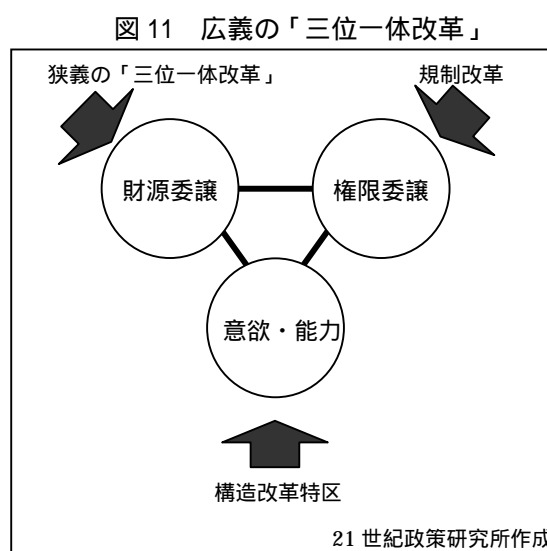 図 11 広義の「三位一体改革」
狭義の「三位一体改革」
規制改革
財源委譲
権限委譲
意欲・能力
構造改革特区
21 世紀政策研究所作成